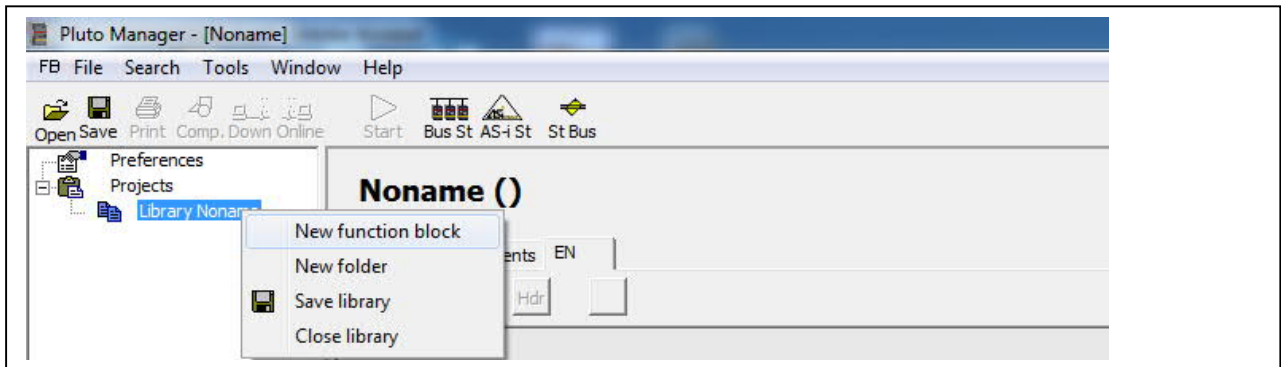 Pluto Manager - [Noname]
FB File Search Tools Window Help
Open Save Print Comp. Down Online Start Bus St AS-i St St Bus
Preferences
Projects
Library Noname
Noname ()
New function block
EN
New folder
Hdr
Save library
Close library